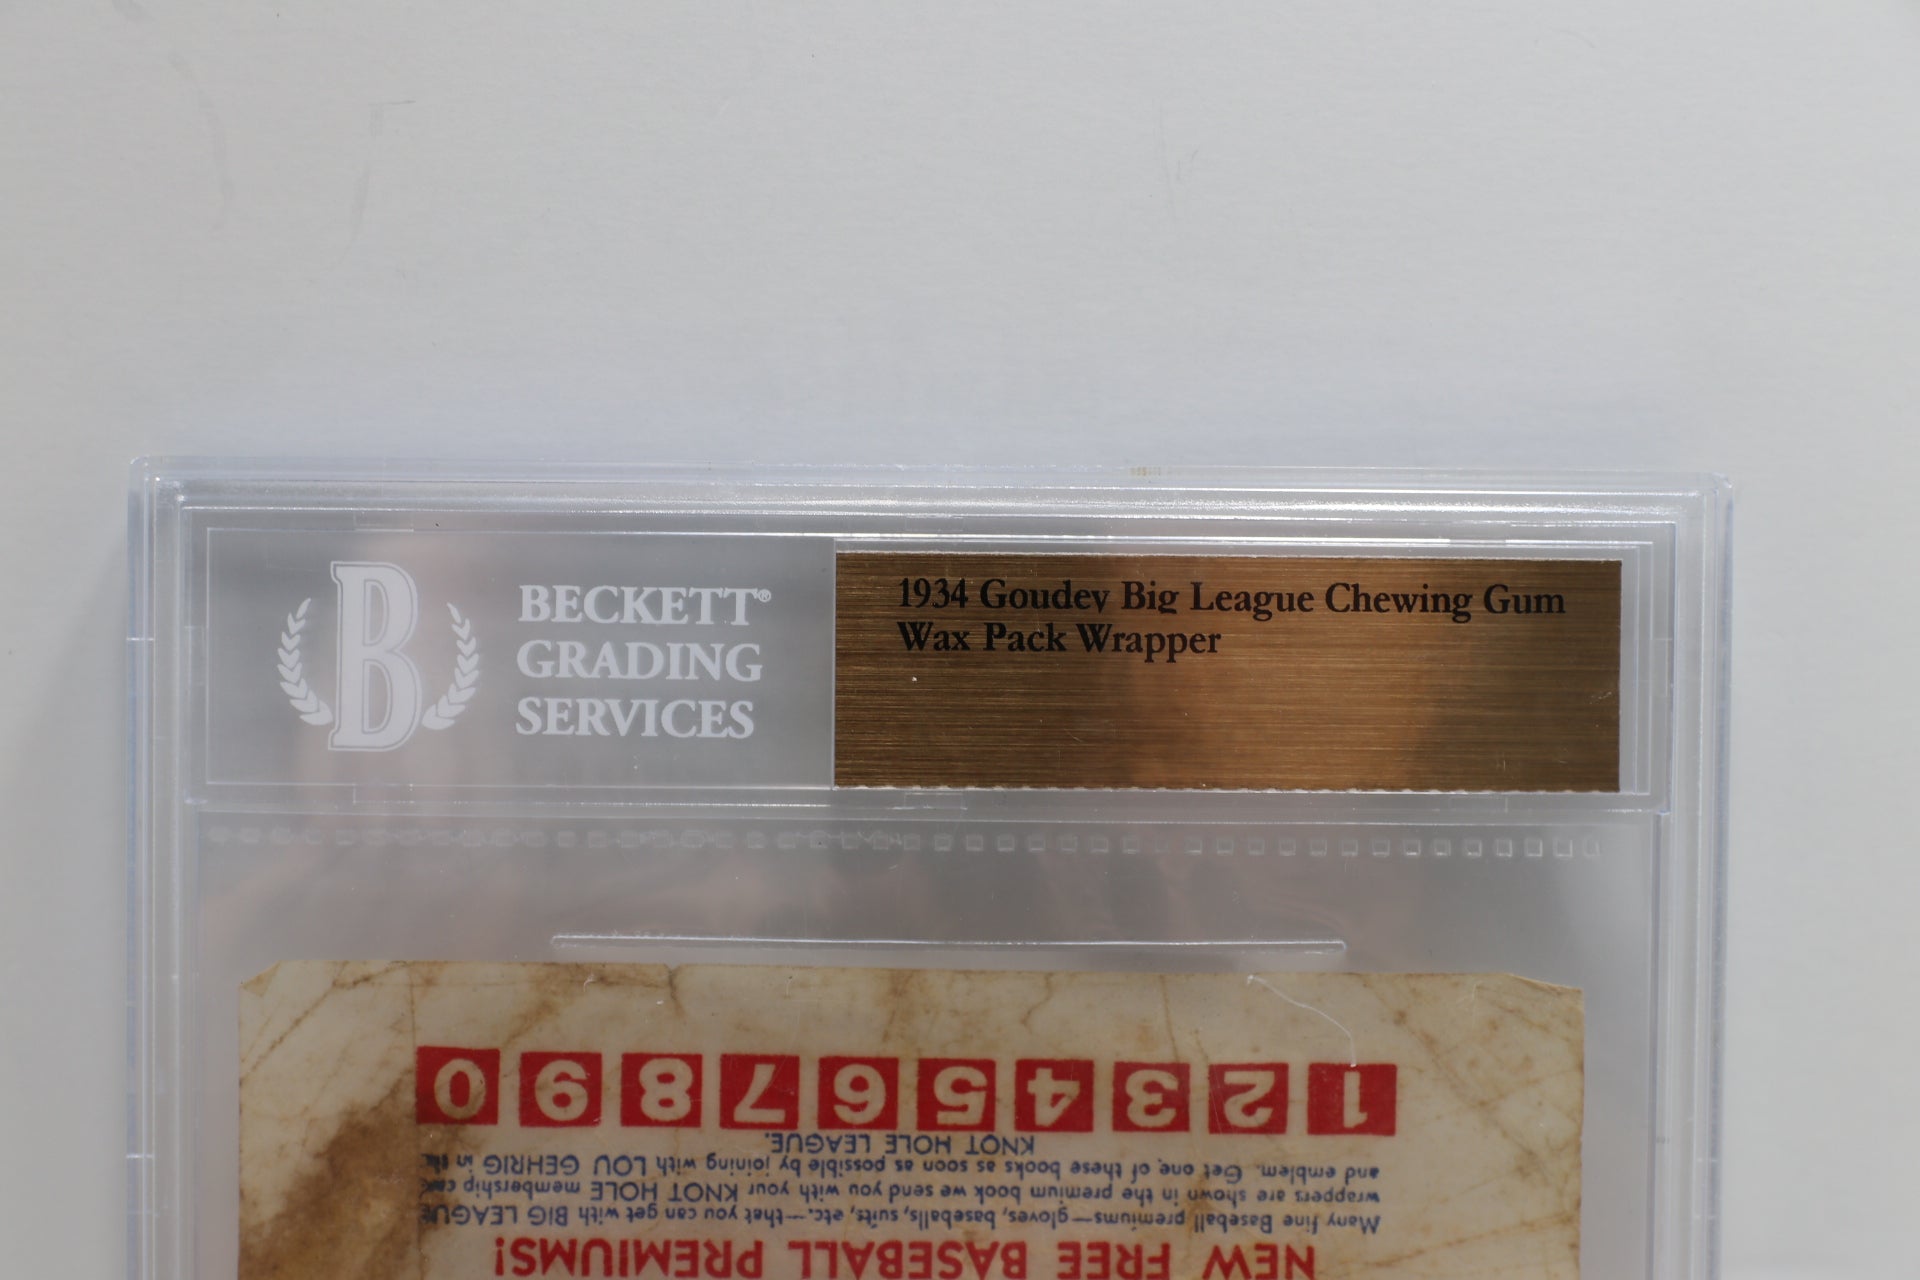 B
BECKETT®
GRADING
SERVICES
1934 Goudey Big League Chewing Gum
Wax Pack Wrapper
NEW FREE BASEBALL PREMIUMS!
Many fine Baseball premiums—gloves, baseballs, suits, etc.—that you can get with BIG LEAGUE
wrappers are shown in the premium book we send you with your KNOT HOLE membership
and emblem. Get one of these books as soon as possible by joining with LOU GEHRIG in the
KNOT HOLE LEAGUE.
1 2 3 4 5 6 7 8 9 0